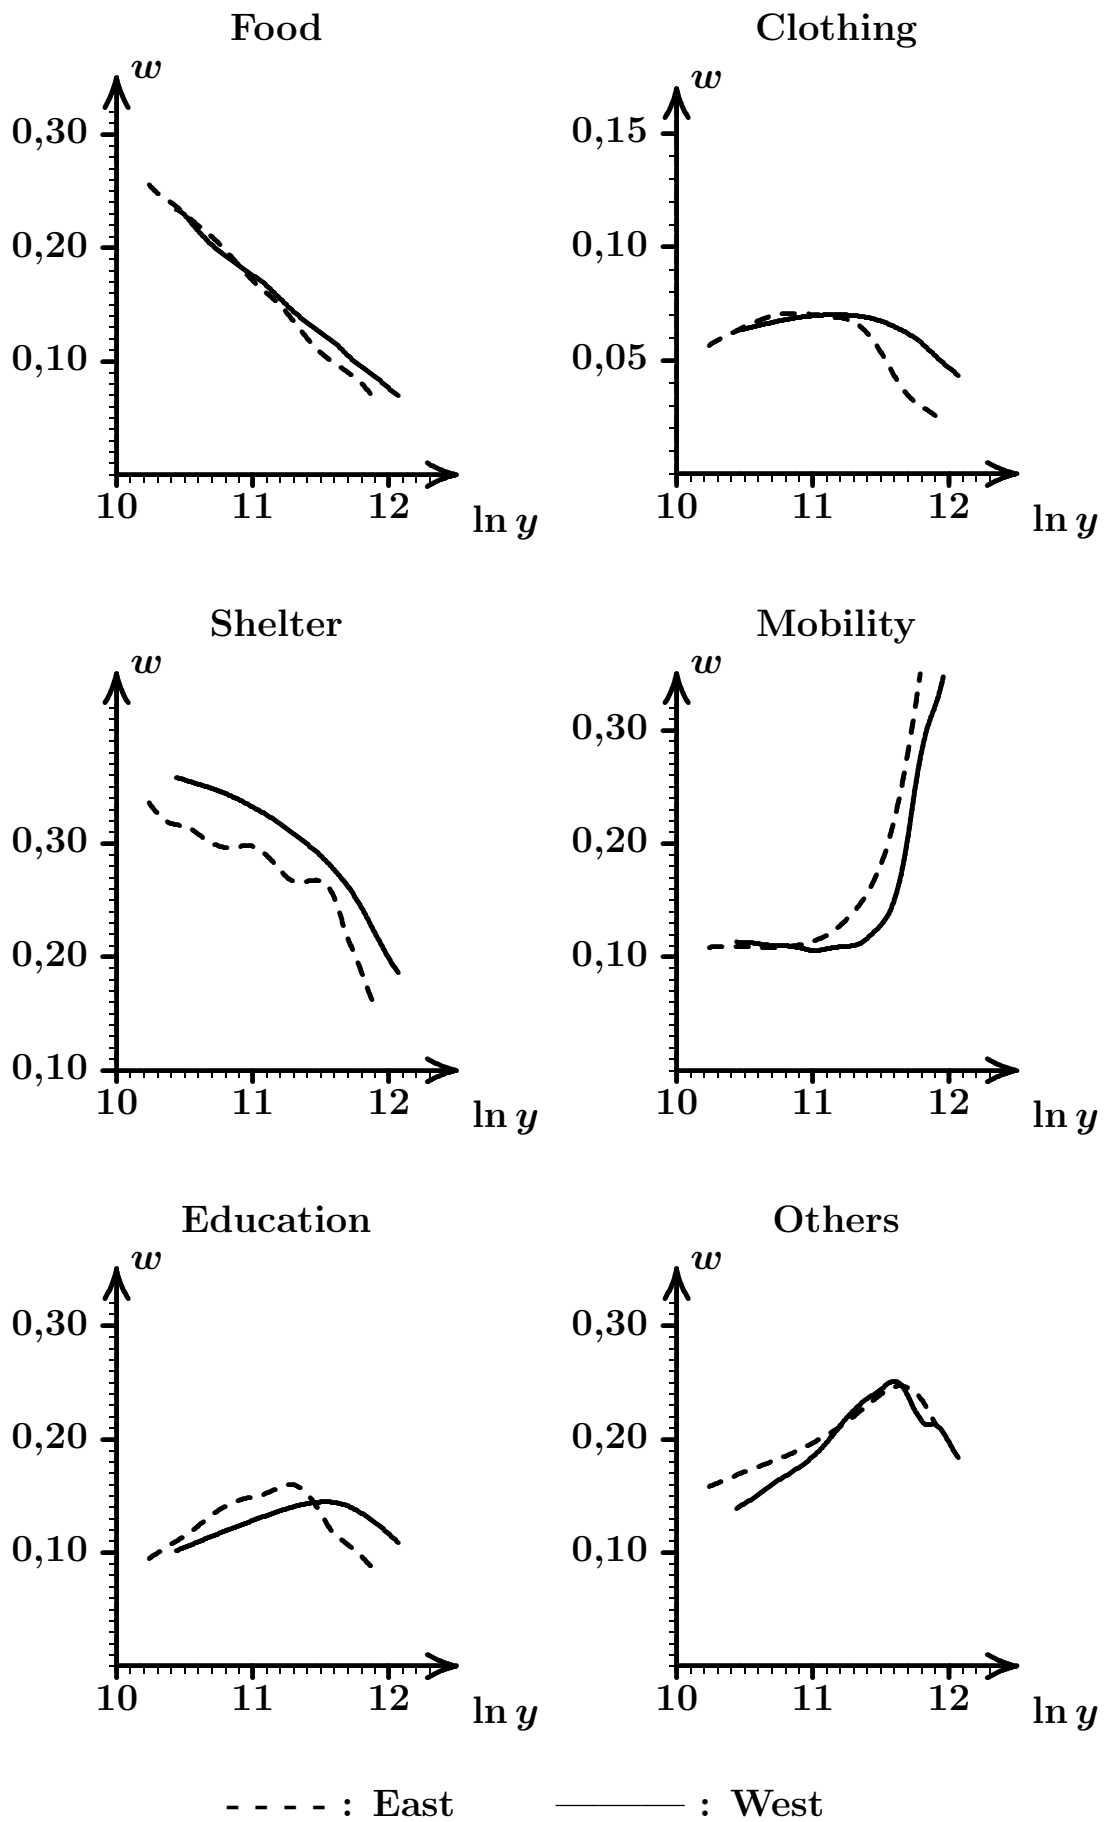 Food
w
0,30
0,20
0,10
10 11 12
ln y
Clothing
w
0,15
0,10
0,05
10 11 12
ln y
Shelter
w
0,30
0,20
0,10
10 11 12
ln y
Mobility
w
0,30
0,20
0,10
10 11 12
ln y
Education
w
0,30
0,20
0,10
10 11 12
ln y
Others
w
0,30
0,20
0,10
10 11 12
ln y
: East
: West